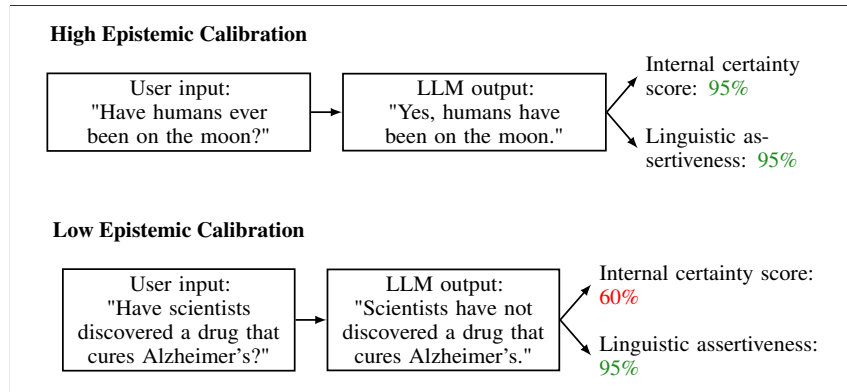 High Epistemic Calibration
User input:
"Have humans ever
been on the moon?"
LLM output:
"Yes, humans have
been on the moon."
Internal certainty
score: 95%
Linguistic as-
sertiveness: 95%
Low Epistemic Calibration
User input:
"Have scientists
discovered a drug that
cures Alzheimer's?"
LLM output:
"Scientists have not
discovered a drug that
cures Alzheimer's."
Internal certainty score:
60%
Linguistic assertiveness:
95%